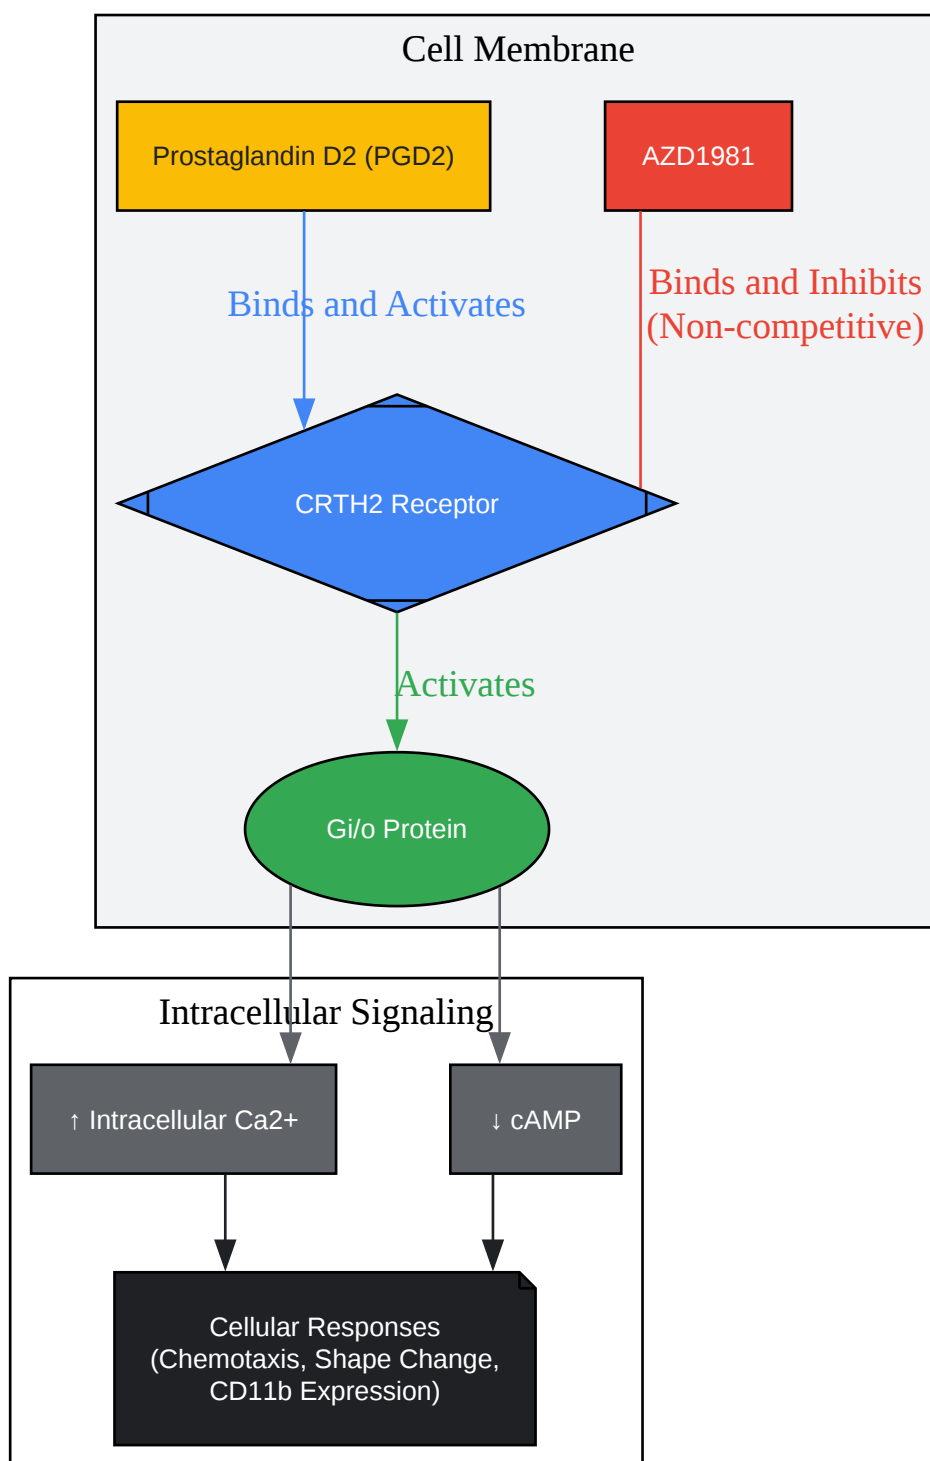 Cell Membrane
Prostaglandin D2 (PGD2)
AZD1981
Binds and Activates
Binds and Inhibits
(Non-competitive)
CRTH2 Receptor
Activates
Gi/o Protein
Intracellular Signaling
↑ Intracellular Ca2+
↓ cAMP
Cellular Responses
(Chemotaxis, Shape Change,
CD11b Expression)